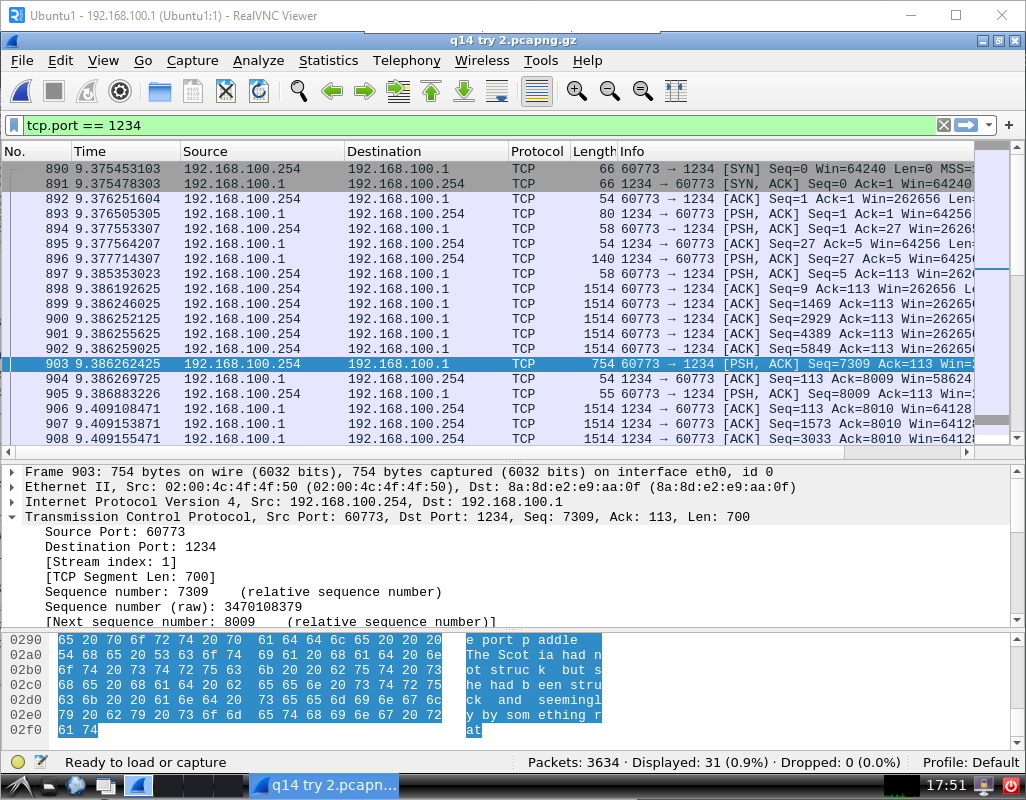 Ubuntu1 - 192.168.100.1 (Ubuntu1:1) - RealVNC Viewer
q14 try 2.pcapng.gz
File Edit View Go Capture Analyze Statistics Telephony Wireless Tools Help
tcp.port == 1234
No. Time Source Destination Protocol Length Info
890 9.375453103 192.168.100.254 192.168.100.1 TCP 66 60773 → 1234 [SYN] Seq=0 Win=64240 Len=0 MSS=
891 9.375478303 192.168.100.1 192.168.100.254 TCP 66 1234 → 60773 [SYN, ACK] Seq=0 Ack=1 Win=64240
892 9.376251604 192.168.100.254 192.168.100.1 TCP 54 60773 → 1234 [ACK] Seq=1 Ack=1 Win=262656 Len=
893 9.376505305 192.168.100.1 192.168.100.254 TCP 80 1234 → 60773 [PSH, ACK] Seq=1 Ack=1 Win=64256
894 9.377553307 192.168.100.254 192.168.100.1 TCP 58 60773 → 1234 [PSH, ACK] Seq=1 Ack=27 Win=26265
895 9.377564207 192.168.100.1 192.168.100.254 TCP 54 1234 → 60773 [ACK] Seq=27 Ack=5 Win=64256 Len=
896 9.377714307 192.168.100.1 192.168.100.254 TCP 140 1234 → 60773 [PSH, ACK] Seq=27 Ack=5 Win=6425
897 9.385353023 192.168.100.254 192.168.100.1 TCP 58 60773 → 1234 [PSH, ACK] Seq=5 Ack=113 Win=262
898 9.386192625 192.168.100.254 192.168.100.1 TCP 1514 60773 → 1234 [ACK] Seq=9 Ack=113 Win=262656 L
899 9.386246025 192.168.100.254 192.168.100.1 TCP 1514 60773 → 1234 [ACK] Seq=1469 Ack=113 Win=26265
900 9.386252125 192.168.100.254 192.168.100.1 TCP 1514 60773 → 1234 [ACK] Seq=2929 Ack=113 Win=26265
901 9.386255625 192.168.100.254 192.168.100.1 TCP 1514 60773 → 1234 [ACK] Seq=4389 Ack=113 Win=26265
902 9.386259025 192.168.100.254 192.168.100.1 TCP 1514 60773 → 1234 [ACK] Seq=5849 Ack=113 Win=26265
903 9.386262425 192.168.100.254 192.168.100.1 TCP 754 60773 → 1234 [PSH, ACK] Seq=7309 Ack=113 Win=
904 9.386269725 192.168.100.1 192.168.100.254 TCP 54 1234 → 60773 [ACK] Seq=113 Ack=8009 Win=58624
905 9.386883226 192.168.100.254 192.168.100.1 TCP 55 60773 → 1234 [PSH, ACK] Seq=8009 Ack=113 Win=
906 9.409108471 192.168.100.1 192.168.100.254 TCP 1514 1234 → 60773 [ACK] Seq=113 Ack=8010 Win=64128
907 9.409153871 192.168.100.1 192.168.100.254 TCP 1514 1234 → 60773 [ACK] Seq=1573 Ack=8010 Win=6412
908 9.409155471 192.168.100.1 192.168.100.254 TCP 1514 1234 → 60773 [ACK] Seq=3033 Ack=8010 Win=6412
Frame 903: 754 bytes on wire (6032 bits), 754 bytes captured (6032 bits) on interface eth0, id 0
Ethernet II, Src: 02:00:4c:4f:4f:50 (02:00:4c:4f:4f:50), Dst: 8a:8d:e2:e9:aa:0f (8a:8d:e2:e9:aa:0f)
Internet Protocol Version 4, Src: 192.168.100.254, Dst: 192.168.100.1
Transmission Control Protocol, Src Port: 60773, Dst Port: 1234, Seq: 7309, Ack: 113, Len: 700
Source Port: 60773
Destination Port: 1234
[Stream index: 1]
[TCP Segment Len: 700]
Sequence number: 7309 (relative sequence number)
Sequence number (raw): 3470108379
[Next sequence number: 8009 (relative sequence number)]
0290 65 20 70 6f 72 74 20 70 61 64 64 6c 65 20 20 20 e port p addle
02a0 54 68 65 20 53 63 6f 74 69 61 20 68 61 64 20 6e The Scot ia had n
02b0 6f 74 20 73 74 72 75 63 6b 20 20 62 75 74 20 73 ot struc k but s
02c0 68 65 20 68 61 64 20 62 65 65 6e 20 73 74 72 75 he had b een stru
02d0 63 6b 20 20 61 6e 64 20 73 65 65 6d 69 6e 67 6c ck and seemingl
02e0 79 20 62 79 20 73 6f 6d 65 74 68 69 6e 67 20 72 y by som ething r
02f0 61 74 at
Ready to load or capture Packets: 3634 · Displayed: 31 (0.9%) · Dropped: 0 (0.0%) Profile: Default
q14 try 2.pcapn... 17:51